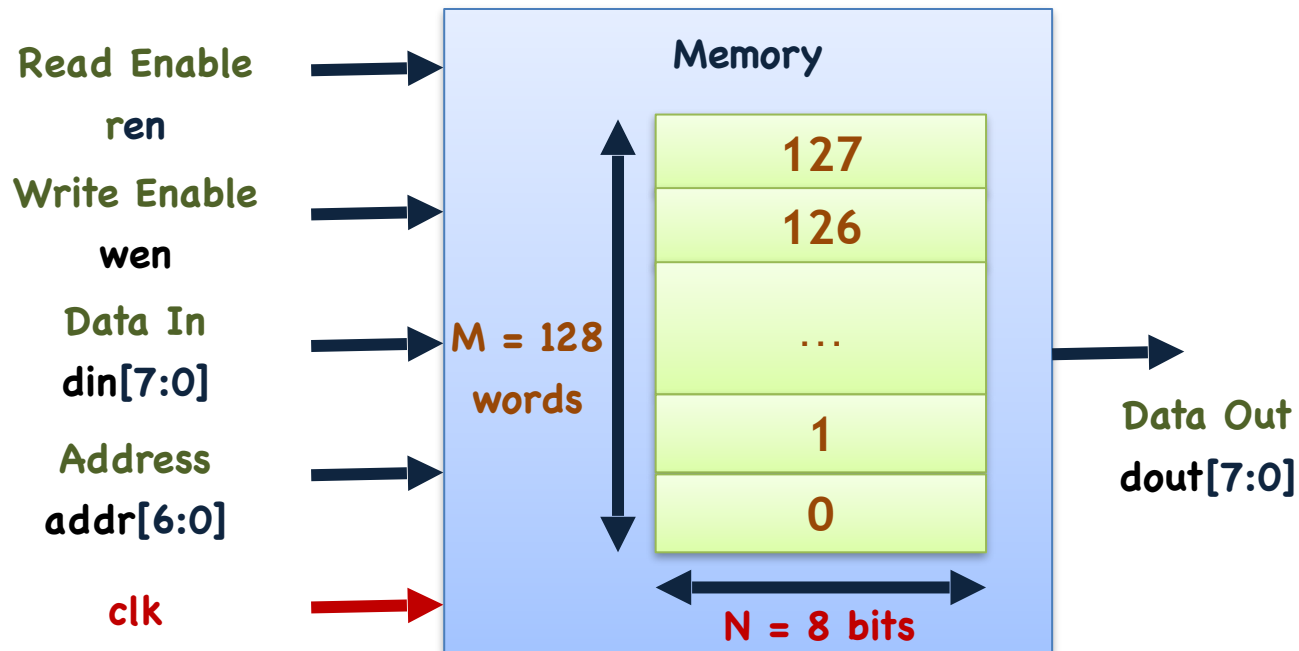 Read Enable
ren
Write Enable
wen
Data In
din[7:0]
Address
addr[6:0]
clk
Memory
127
126
...
1
0
M = 128
words
N = 8 bits
Data Out
dout[7:0]